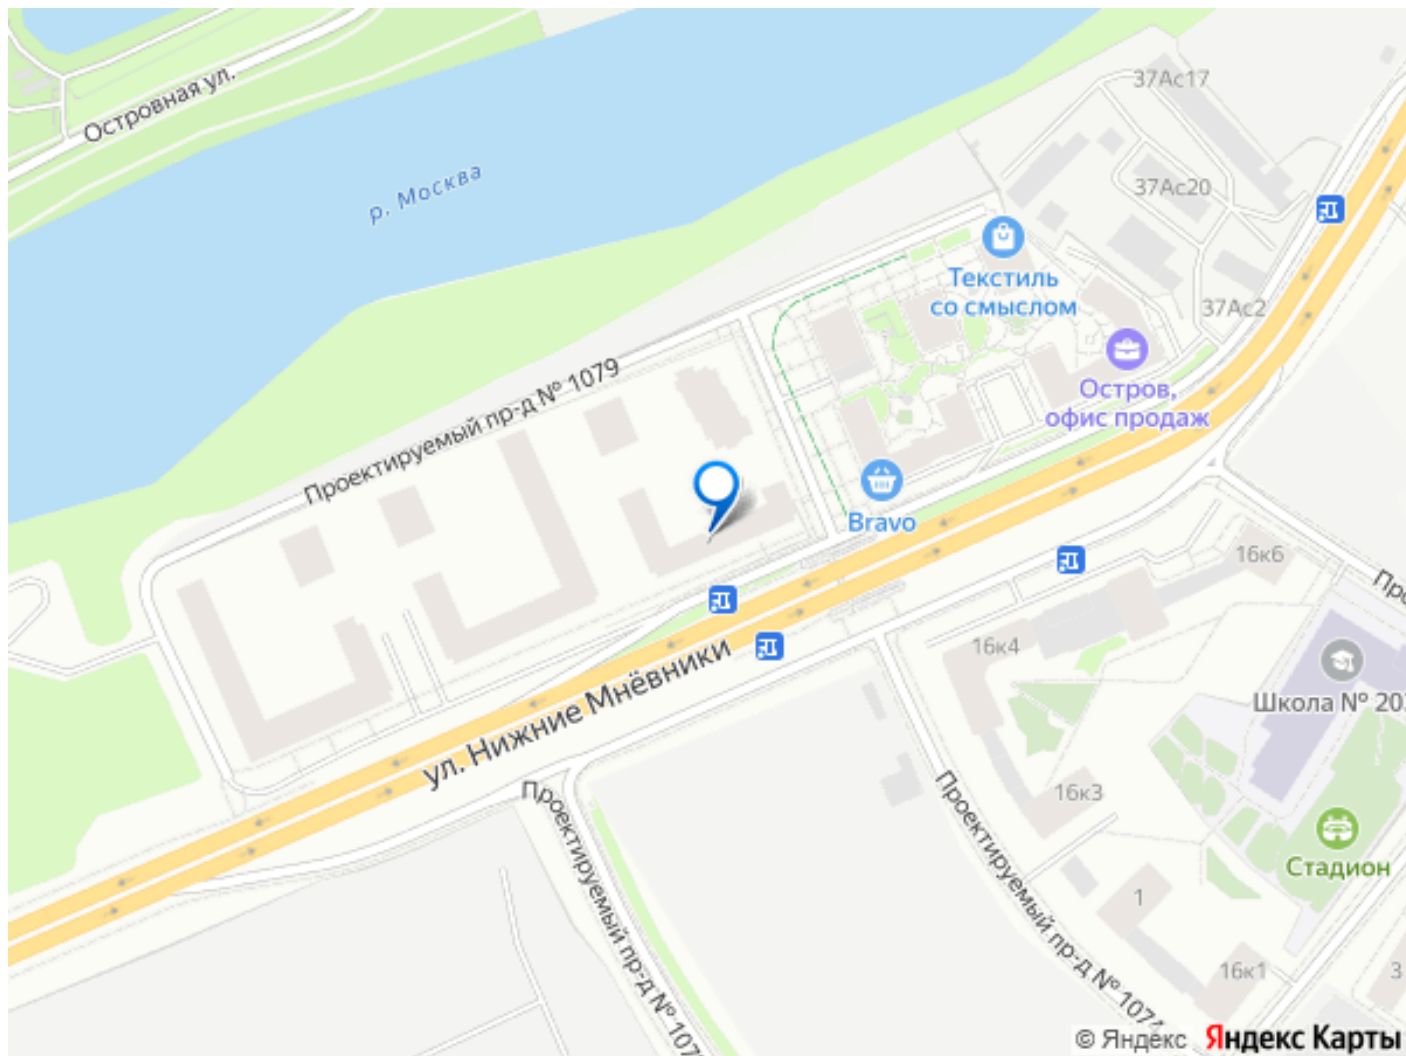 Островная ул.
р. Москва
37Ас17
37Ас20
Текстиль
со смыслом
37Ас2
Проектируемый пр-д № 1079
Остров,
офис продаж
Bravo
16к6
16к4
ул. Нижние Мнёвники
Школа № 20
16к3
Проектируемый пр-д № 107
Проектируемый пр-д № 1074
Стадион
1
16к1
3
© Яндекс Яндекс Карты